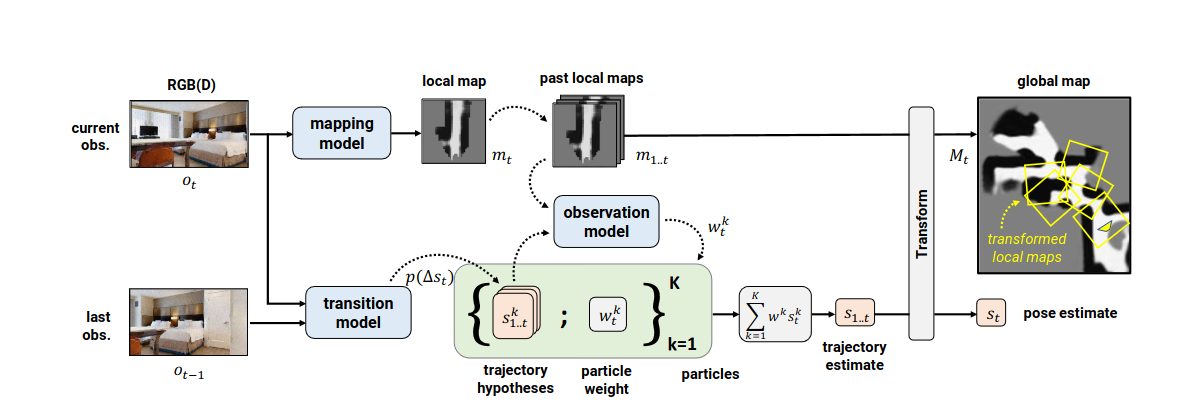 RGB(D)
local map
past local maps
global map
current
obs.
mapping
model
o_t
m_t
m_{1..t}
M_t
observation
model
w_t^k
Transform
transformed
local maps
p(Δs_t)
K
last
obs.
transition
model
{ s_{1..t}^k ; w_t^k }
k=1
\sum_{k=1}^{K} w^k s_t^k
s_{1..t}
s_t
pose estimate
o_{t−1}
trajectory
hypotheses
particle
weight
particles
trajectory
estimate